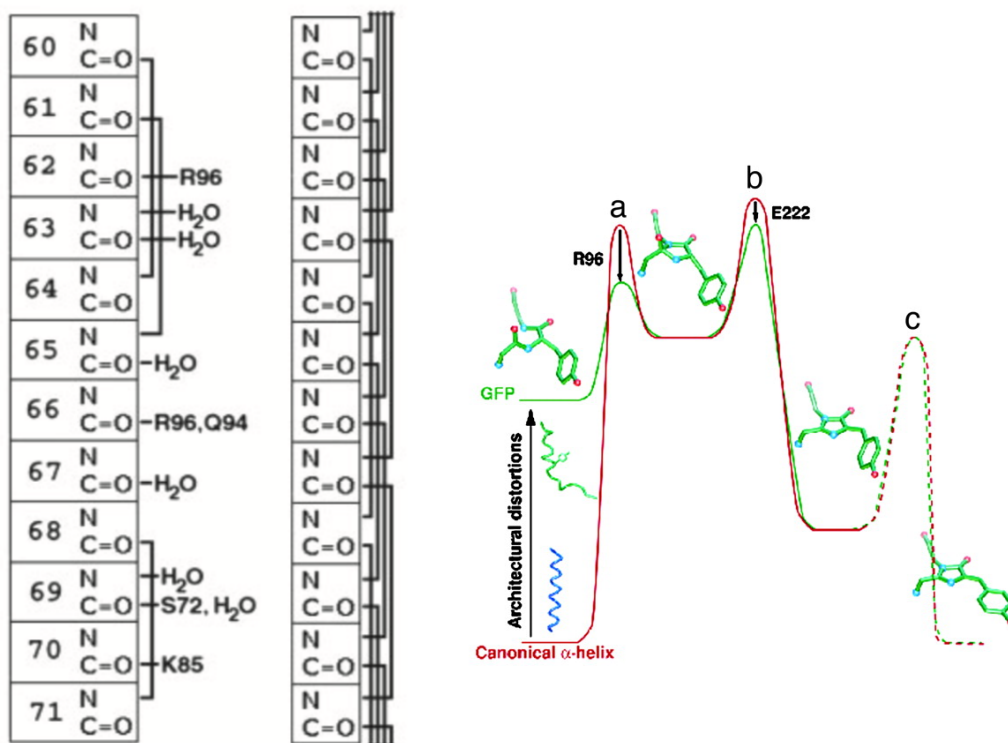 60 N
C=O
61 N
C=O
62 N
C=O
R96
63 N
H₂O
C=O
H₂O
64 N
C=O
65 N
C=O
H₂O
66 N
C=O
R96,Q94
67 N
C=O
H₂O
68 N
C=O
69 N
H₂O
C=O
S72, H₂O
70 N
C=O
K85
71 N
C=O
N
C=O
N
C=O
N
C=O
N
C=O
N
C=O
N
C=O
N
C=O
N
C=O
N
C=O
N
C=O
N
C=O
N
C=O
a
b
c
R96
E222
GFP
Architectural distortions
Canonical α-helix